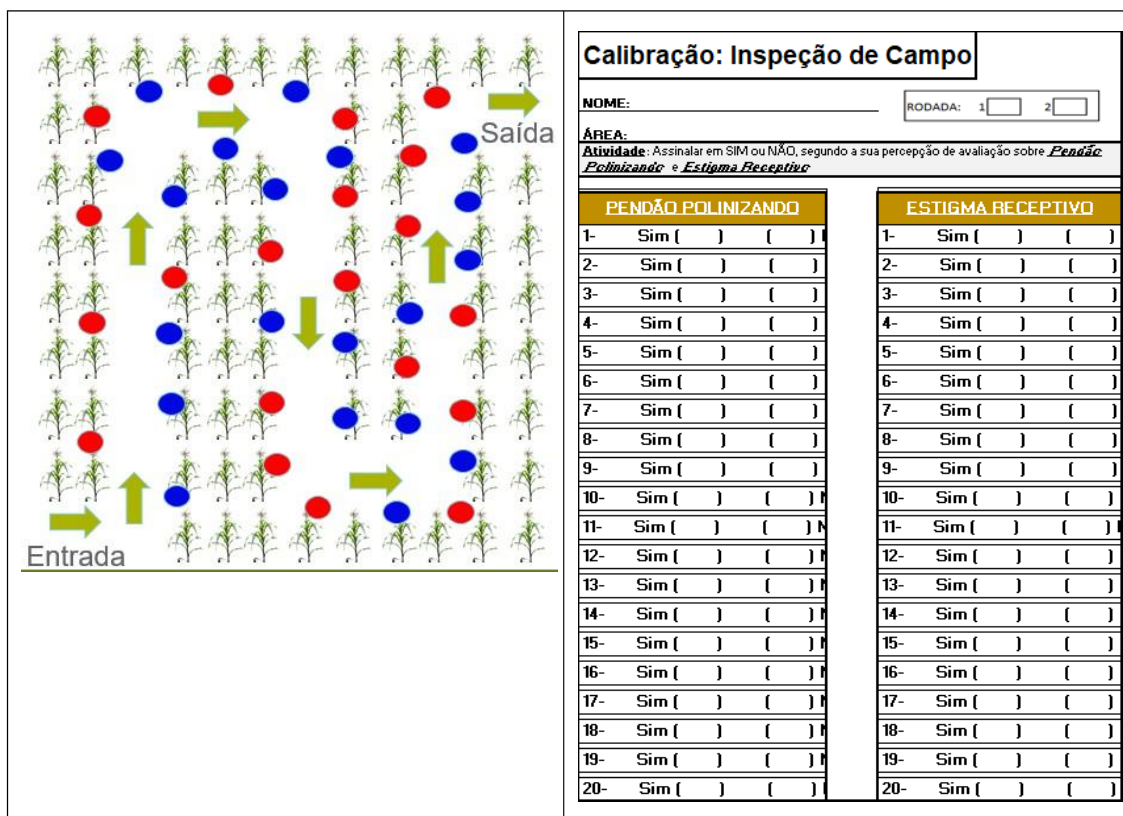 Saída
Entrada
Calibração: Inspeção de Campo
NOME:
RODADA: 1 2
ÁREA:
Atividade: Assinalar em SIM ou NÃO, segundo a sua percepção de avaliação sobre Pendão
Polinizando e Estigma Receptivo
PENDÃO POLINIZANDO
1- Sim ( ) ( )
2- Sim ( ) ( )
3- Sim ( ) ( )
4- Sim ( ) ( )
5- Sim ( ) ( )
6- Sim ( ) ( )
7- Sim ( ) ( )
8- Sim ( ) ( )
9- Sim ( ) ( )
10- Sim ( ) ( )
11- Sim ( ) ( )
12- Sim ( ) ( )
13- Sim ( ) ( )
14- Sim ( ) ( )
15- Sim ( ) ( )
16- Sim ( ) ( )
17- Sim ( ) ( )
18- Sim ( ) ( )
19- Sim ( ) ( )
20- Sim ( ) ( )
ESTIGMA RECEPTIVO
1- Sim ( ) ( )
2- Sim ( ) ( )
3- Sim ( ) ( )
4- Sim ( ) ( )
5- Sim ( ) ( )
6- Sim ( ) ( )
7- Sim ( ) ( )
8- Sim ( ) ( )
9- Sim ( ) ( )
10- Sim ( ) ( )
11- Sim ( ) ( )
12- Sim ( ) ( )
13- Sim ( ) ( )
14- Sim ( ) ( )
15- Sim ( ) ( )
16- Sim ( ) ( )
17- Sim ( ) ( )
18- Sim ( ) ( )
19- Sim ( ) ( )
20- Sim ( ) ( )